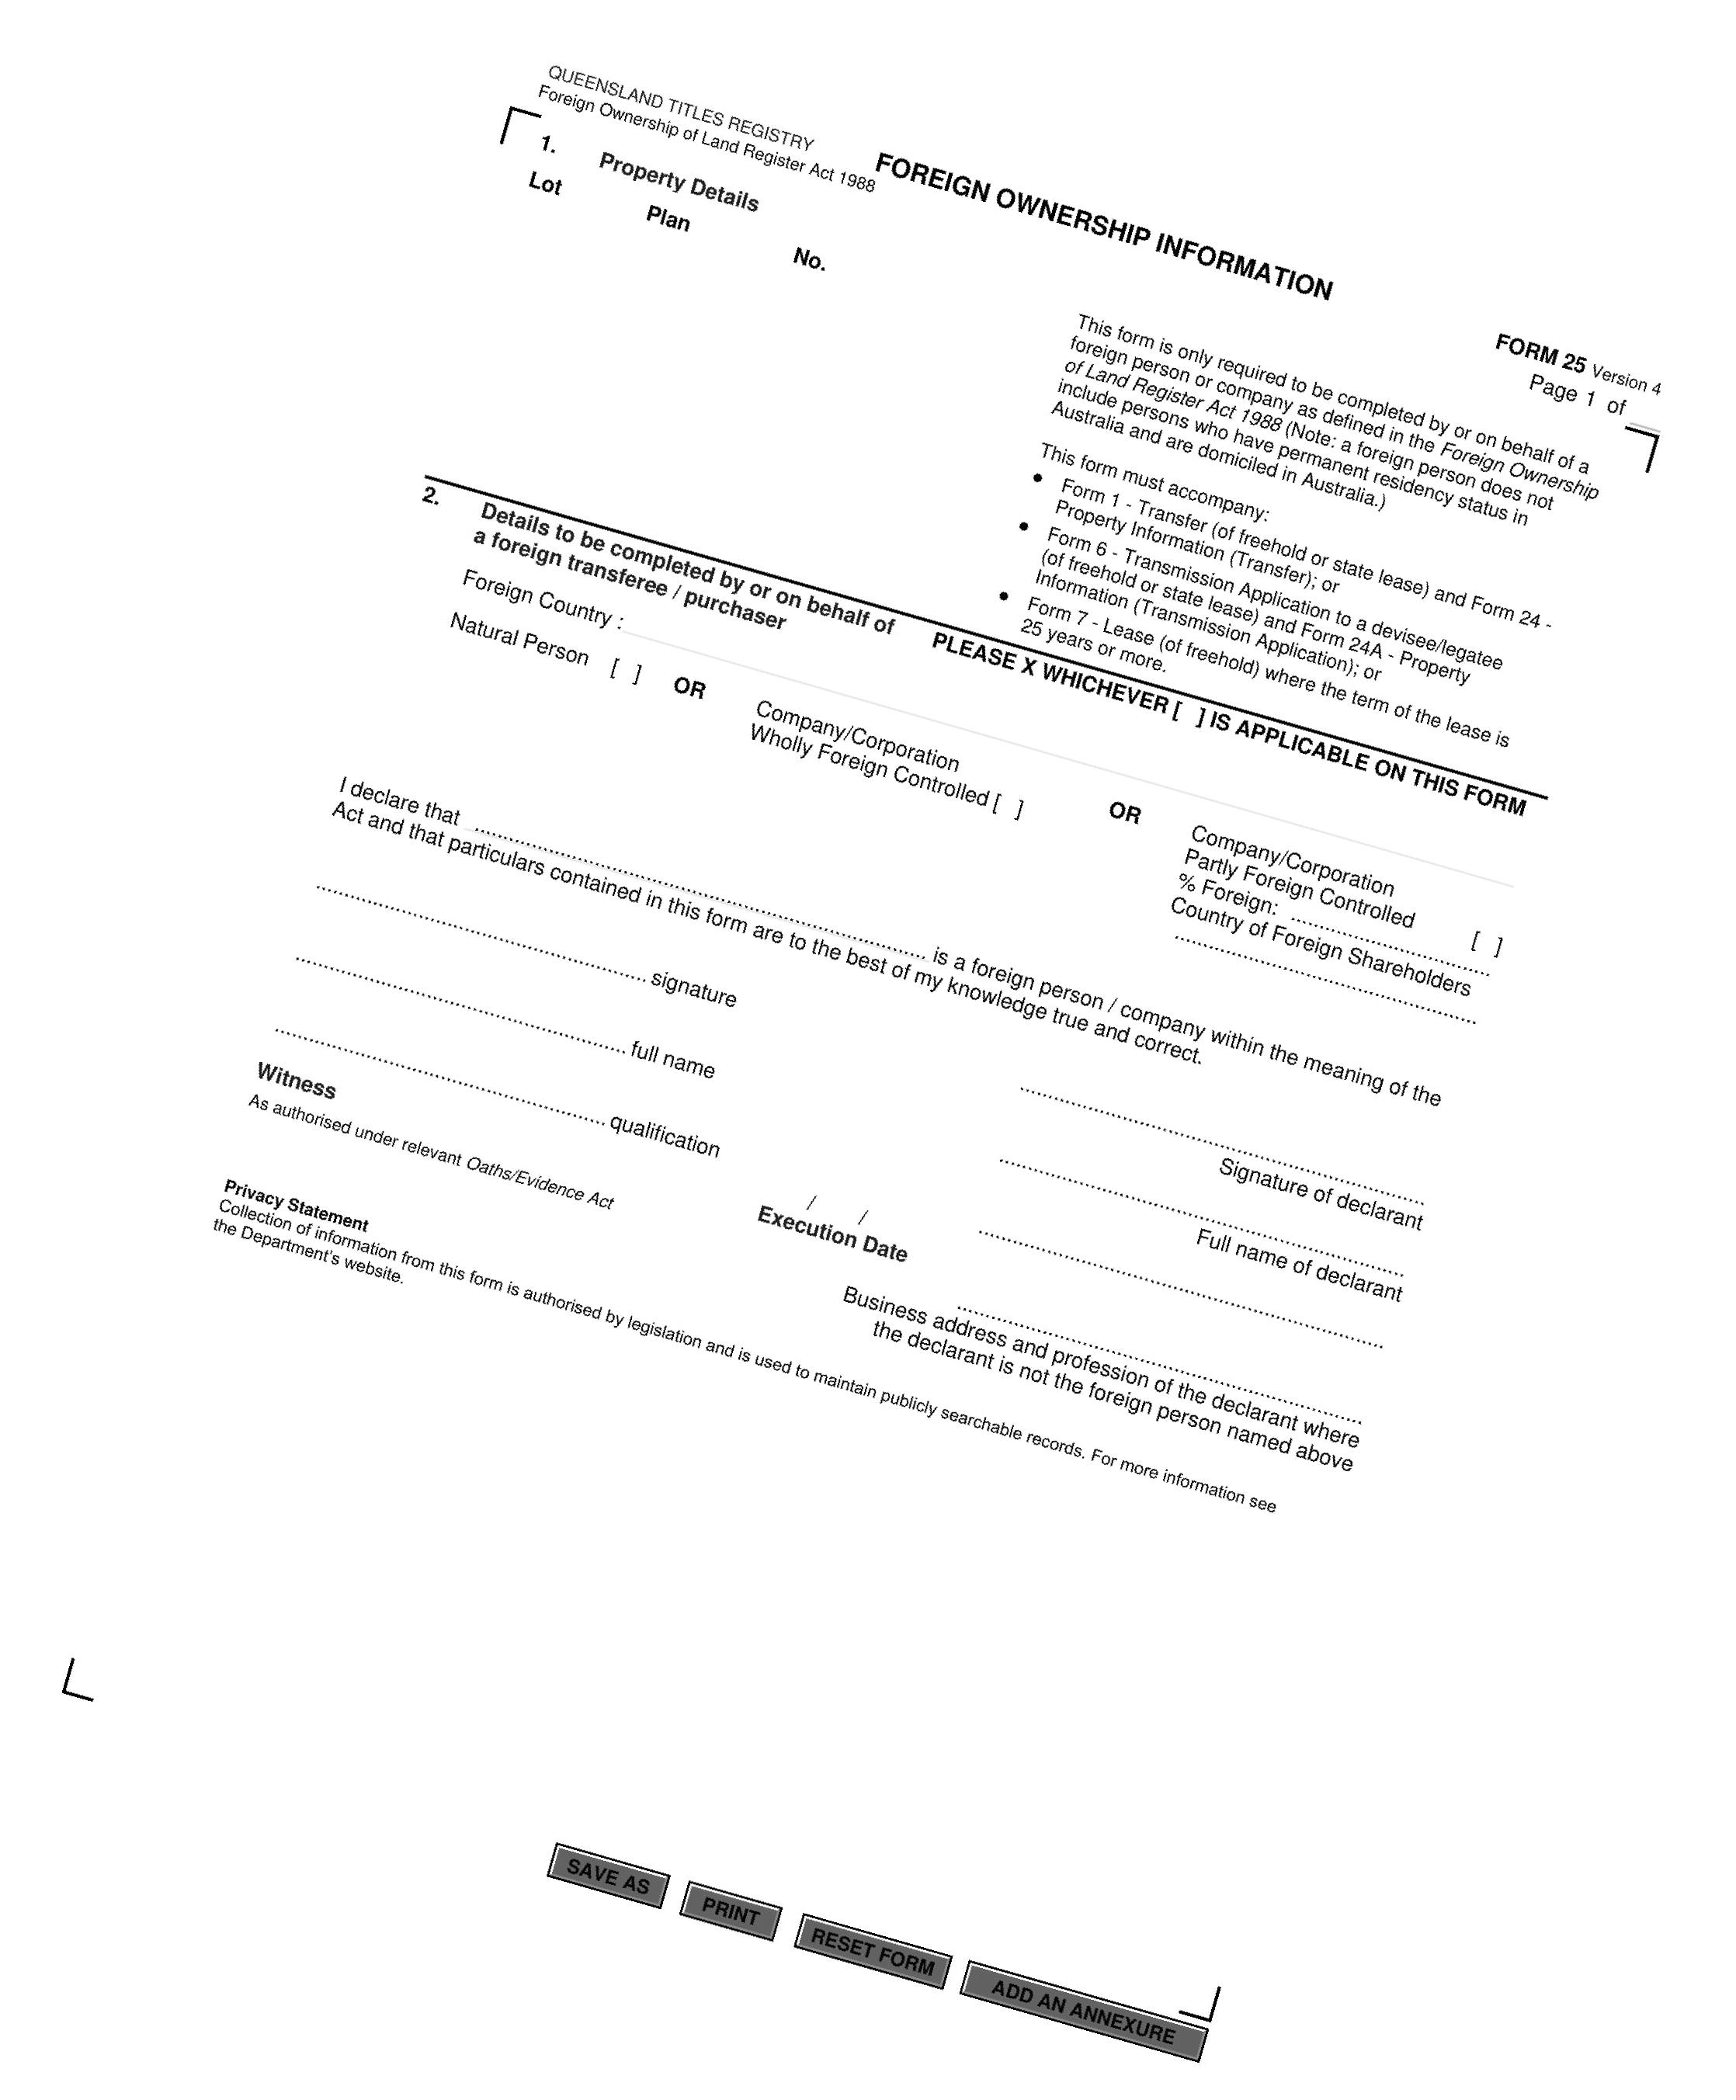 QUEENSLAND TITLES REGISTRY
Foreign Ownership of Land Register Act 1988
FOREIGN OWNERSHIP INFORMATION
FORM 25 Version 4
Page 1 of
1. Property Details
Lot Plan No.
This form is only required to be completed by or on behalf of a
foreign person or company as defined in the Foreign Ownership
of Land Register Act 1988 (Note: a foreign person does not
include persons who have permanent residency status in
Australia and are domiciled in Australia.)
This form must accompany:
● Form 1 - Transfer (of freehold or state lease) and Form 24 -
Property Information (Transfer); or
● Form 6 - Transmission Application to a devisee/legatee
(of freehold or state lease) and Form 24A - Property
Information (Transmission Application); or
● Form 7 - Lease (of freehold) where the term of the lease is
25 years or more.
2. Details to be completed by or on behalf of
a foreign transferee / purchaser
PLEASE X WHICHEVER [ ] IS APPLICABLE ON THIS FORM
Foreign Country :
Natural Person [ ] OR
Company/Corporation
Wholly Foreign Controlled [ ]
OR
Company/Corporation
Partly Foreign Controlled [ ]
% Foreign: ....................................
Country of Foreign Shareholders
.......................................................
I declare that .................................................................................. is a foreign person / company within the meaning of the
Act and that particulars contained in this form are to the best of my knowledge true and correct.
............................................................ signature
............................................................ full name
............................................................ qualification
Witness
As authorised under relevant Oaths/Evidence Act
/ /
Execution Date
..........................................................................
Signature of declarant
..........................................................................
Full name of declarant
..........................................................................
..........................................................................
Business address and profession of the declarant where
the declarant is not the foreign person named above
Privacy Statement
Collection of information from this form is authorised by legislation and is used to maintain publicly searchable records. For more information see
the Department's website.
SAVE AS
PRINT
RESET FORM
ADD AN ANNEXURE